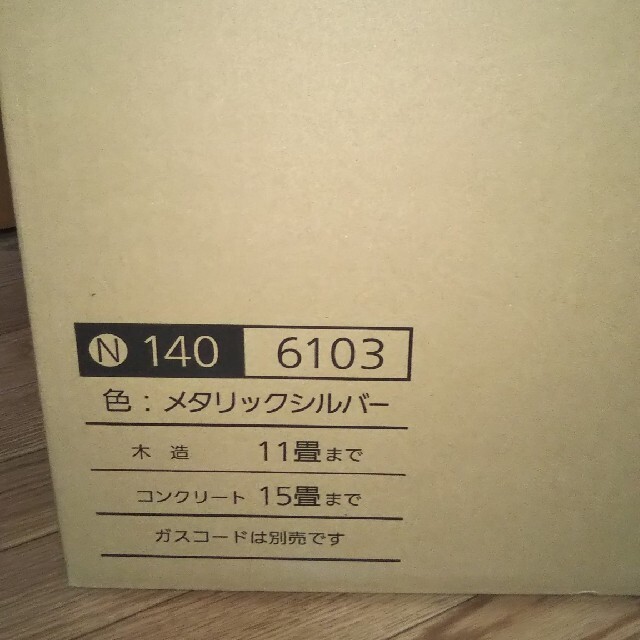 Ⓝ 140 6103
色：メタリックシルバー
木造 11畳まで
コンクリート 15畳まで
ガスコードは別売です